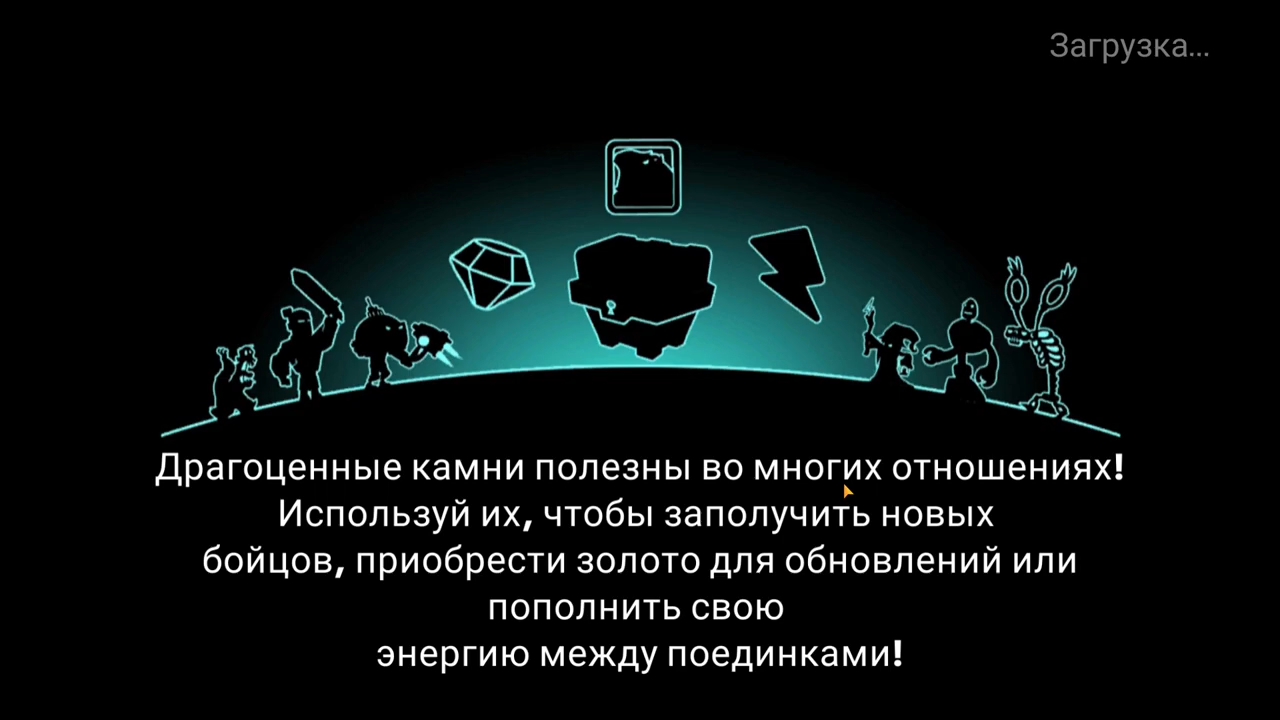 Загрузка...
Драгоценные камни полезны во многих отношениях!
Используй их, чтобы заполучить новых
бойцов, приобрести золото для обновлений или
пополнить свою
энергию между поединками!